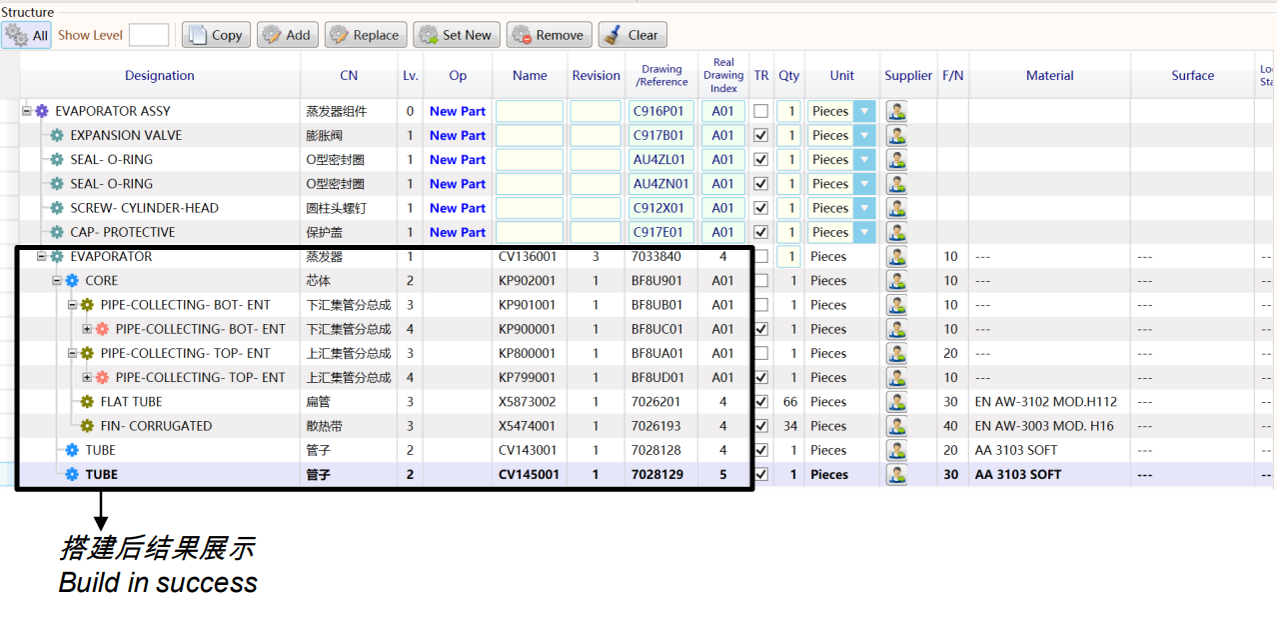 Structure
All Show Level Copy Add Replace Set New Remove Clear
Designation CN Lv. Op Name Revision Drawing /Reference Real Drawing Index TR Qty Unit Supplier F/N Material Surface
EVAPORATOR ASSY 蒸发器组件 0 New Part C916P01 A01 1 Pieces
EXPANSION VALVE 膨胀阀 1 New Part C917B01 A01 1 Pieces
SEAL- O-RING O型密封圈 1 New Part AU4ZL01 A01 1 Pieces
SEAL- O-RING O型密封圈 1 New Part AU4ZN01 A01 1 Pieces
SCREW- CYLINDER-HEAD 圆柱头螺钉 1 New Part C912X01 A01 1 Pieces
CAP- PROTECTIVE 保护盖 1 New Part C917E01 A01 1 Pieces
EVAPORATOR 蒸发器 1 CV136001 3 7033840 4 1 Pieces 10 --- --- --
CORE 芯体 2 KP902001 1 BF8U901 A01 1 Pieces 10 --- --- --
PIPE-COLLECTING- BOT- ENT 下汇集管分总成 3 KP901001 1 BF8UB01 A01 1 Pieces 10 --- --- --
PIPE-COLLECTING- BOT- ENT 下汇集管分总成 4 KP900001 1 BF8UC01 A01 1 Pieces 10 --- --- --
PIPE-COLLECTING- TOP- ENT 上汇集管分总成 3 KP800001 1 BF8UA01 A01 1 Pieces 20 --- --- --
PIPE-COLLECTING- TOP- ENT 上汇集管分总成 4 KP799001 1 BF8UD01 A01 1 Pieces 10 --- --- --
FLAT TUBE 扁管 3 X5873002 1 7026201 4 66 Pieces 30 EN AW-3102 MOD.H112 --- --
FIN- CORRUGATED 散热带 3 X5474001 1 7026193 4 34 Pieces 40 EN AW-3003 MOD. H16 --- --
TUBE 管子 2 CV143001 1 7028128 4 1 Pieces 20 AA 3103 SOFT --- --
TUBE 管子 2 CV145001 1 7028129 5 1 Pieces 30 AA 3103 SOFT --- --
搭建后结果展示
Build in success